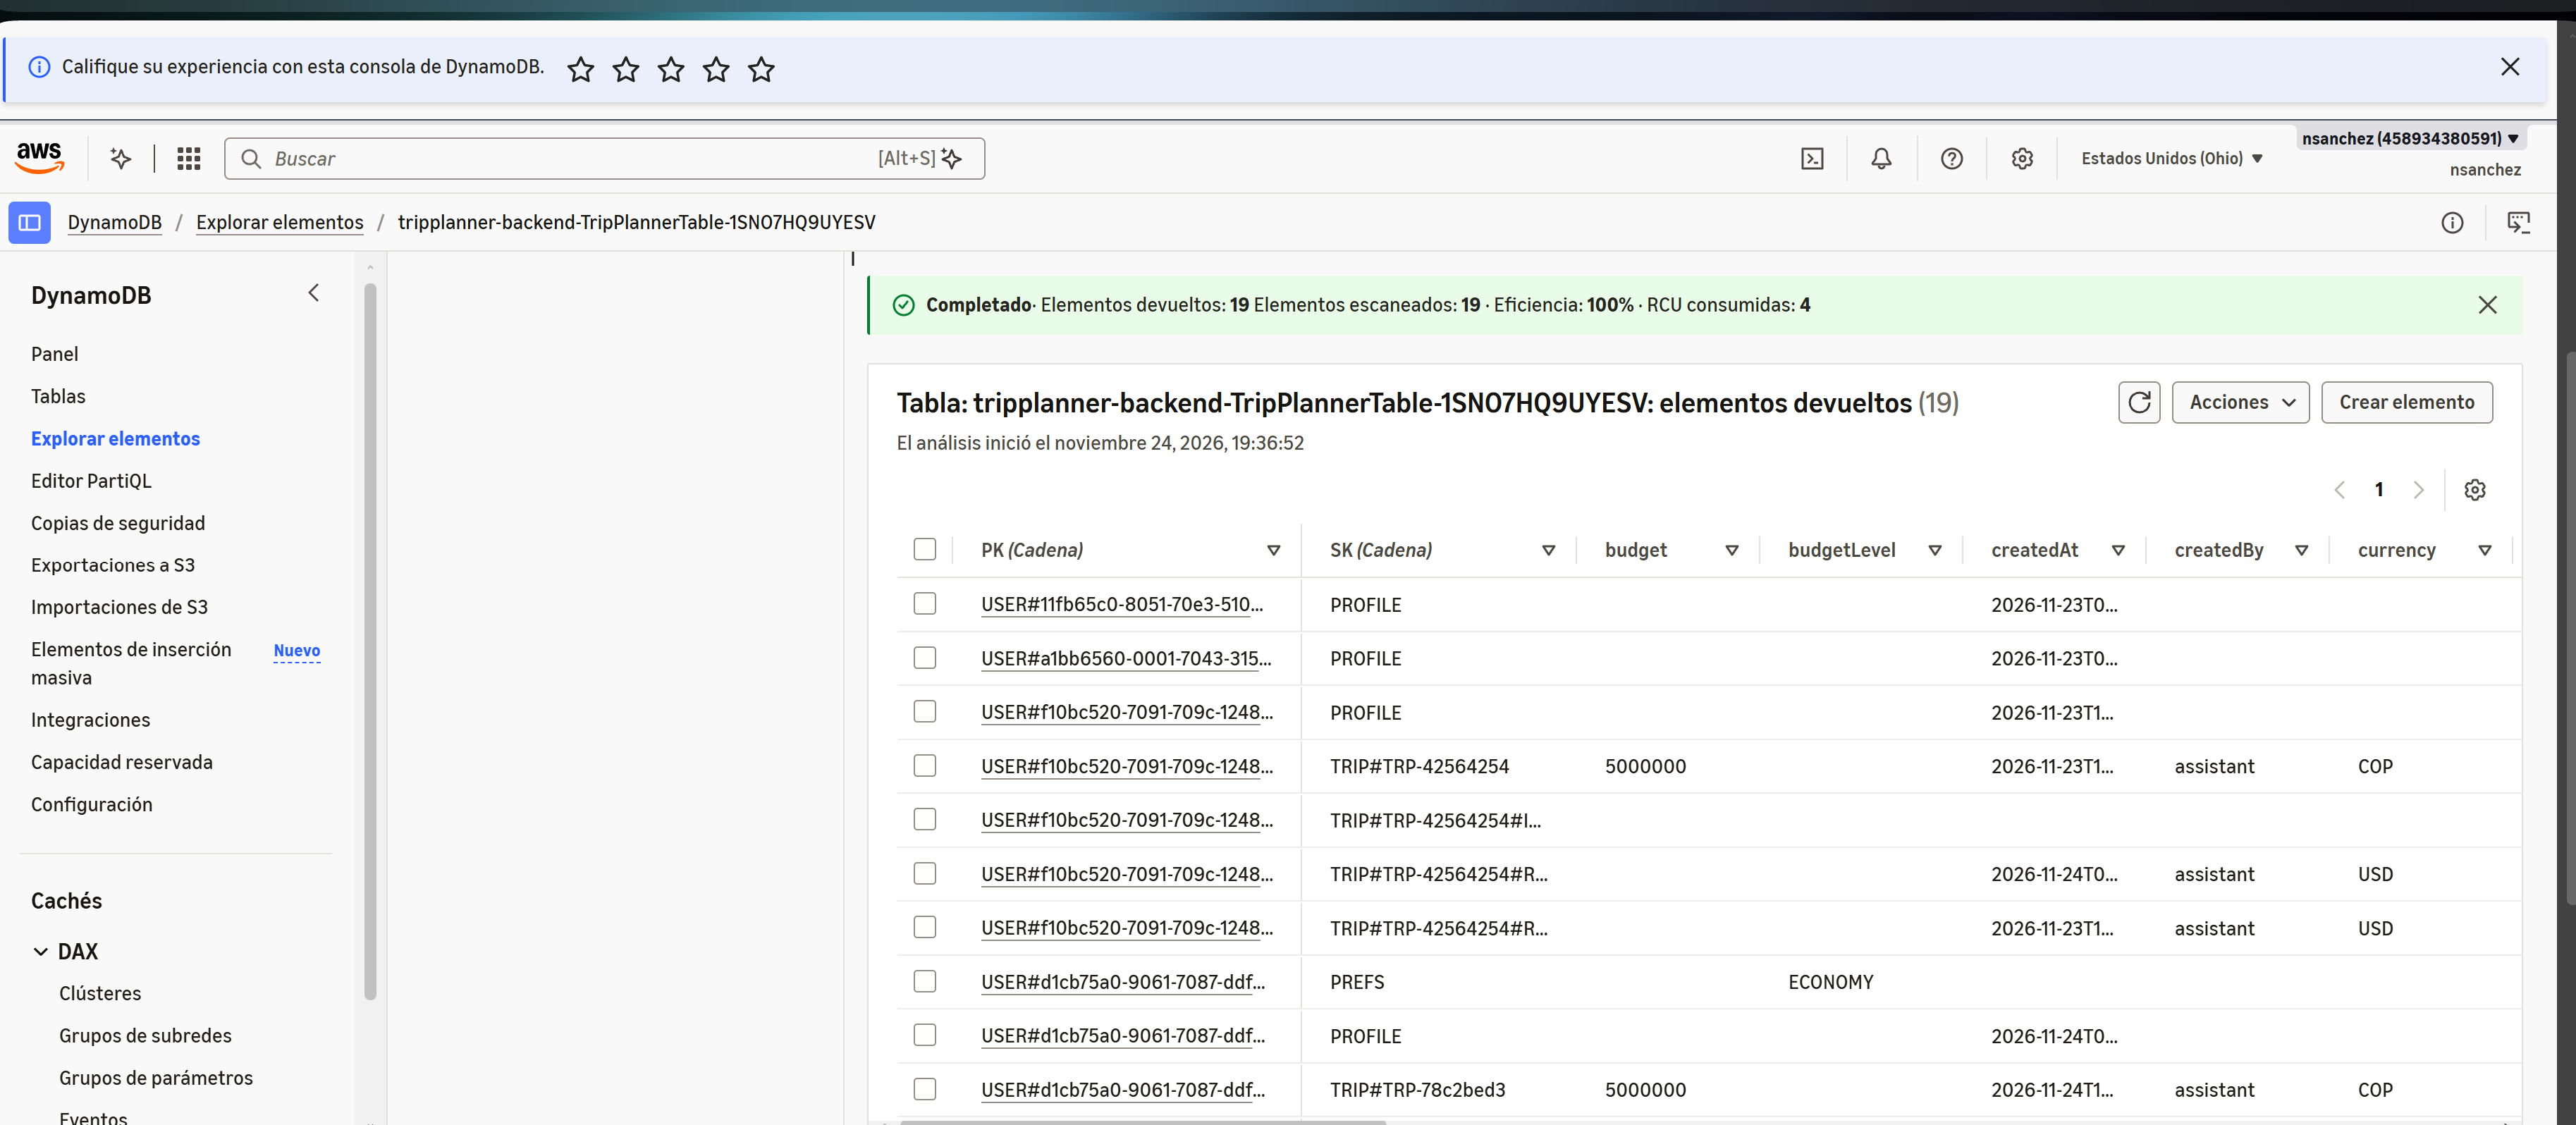 Califique su experiencia con esta consola de DynamoDB.
aws
Buscar [Alt+S]
Estados Unidos (Ohio)
nsanchez (458934380591)
nsanchez
DynamoDB / Explorar elementos / tripplanner-backend-TripPlannerTable-1SNO7HQ9UYESV
DynamoDB
Panel
Tablas
Explorar elementos
Editor PartiQL
Copias de seguridad
Exportaciones a S3
Importaciones de S3
Elementos de inserción
masiva
Nuevo
Integraciones
Capacidad reservada
Configuración
Cachés
DAX
Clústeres
Grupos de subredes
Grupos de parámetros
Eventos
Completado · Elementos devueltos: 19 Elementos escaneados: 19 · Eficiencia: 100% · RCU consumidas: 4
Tabla: tripplanner-backend-TripPlannerTable-1SNO7HQ9UYESV: elementos devueltos (19)
Acciones
Crear elemento
El análisis inició el noviembre 24, 2026, 19:36:52
1
PK (Cadena) SK (Cadena) budget budgetLevel createdAt createdBy currency
USER#11fb65c0-8051-70e3-510... PROFILE 2026-11-23T0...
USER#a1bb6560-0001-7043-315... PROFILE 2026-11-23T0...
USER#f10bc520-7091-709c-1248... PROFILE 2026-11-23T1...
USER#f10bc520-7091-709c-1248... TRIP#TRP-42564254 5000000 2026-11-23T1... assistant COP
USER#f10bc520-7091-709c-1248... TRIP#TRP-42564254#I...
USER#f10bc520-7091-709c-1248... TRIP#TRP-42564254#R... 2026-11-24T0... assistant USD
USER#f10bc520-7091-709c-1248... TRIP#TRP-42564254#R... 2026-11-23T1... assistant USD
USER#d1cb75a0-9061-7087-ddf... PREFS ECONOMY
USER#d1cb75a0-9061-7087-ddf... PROFILE 2026-11-24T0...
USER#d1cb75a0-9061-7087-ddf... TRIP#TRP-78c2bed3 5000000 2026-11-24T1... assistant COP